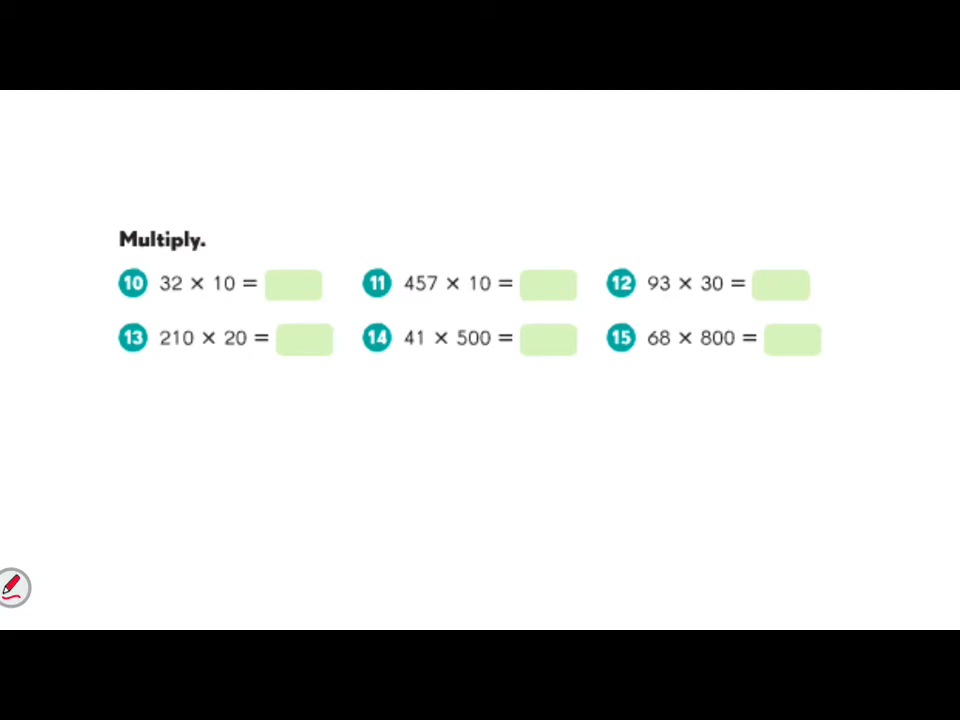 Multiply.
10 32 × 10 = 11 457 × 10 = 12 93 × 30 =
13 210 × 20 = 14 41 × 500 = 15 68 × 800 =